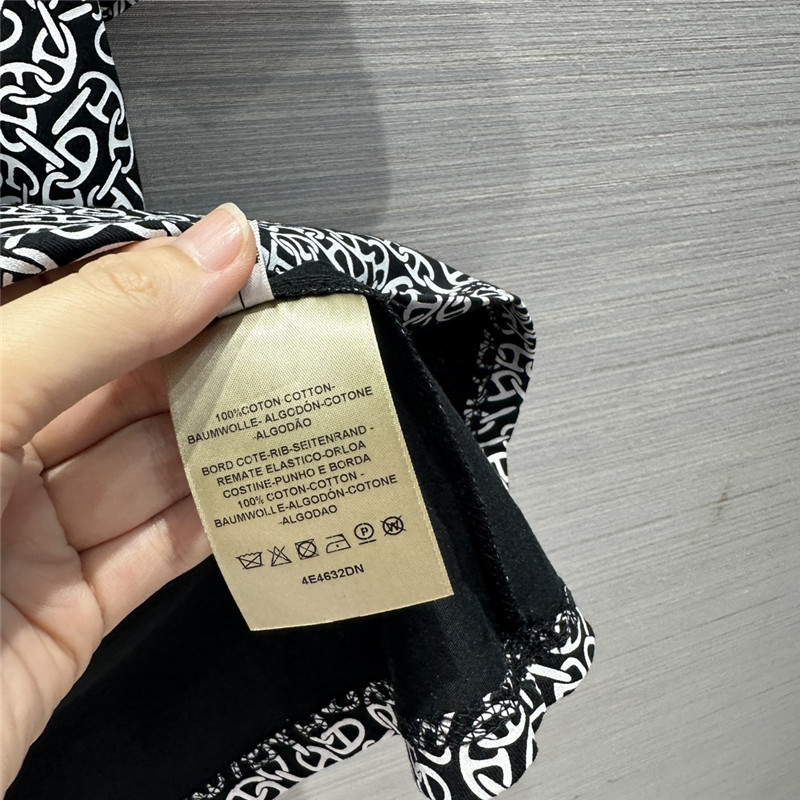 100%COTON COTTON-
BAUMWOLLE- ALGODÓN-COTONE
-ALGODÃO
BORD COTE-RIB-SEITENRAND -
REMATE ELASTICO-ORLOA
COSTINE-PUNHO E BORDA
100% COTON-COTTON-
BAUMWOLLE-ALGODÓN-COTONE
-ALGODAO
P W
4E4632DN